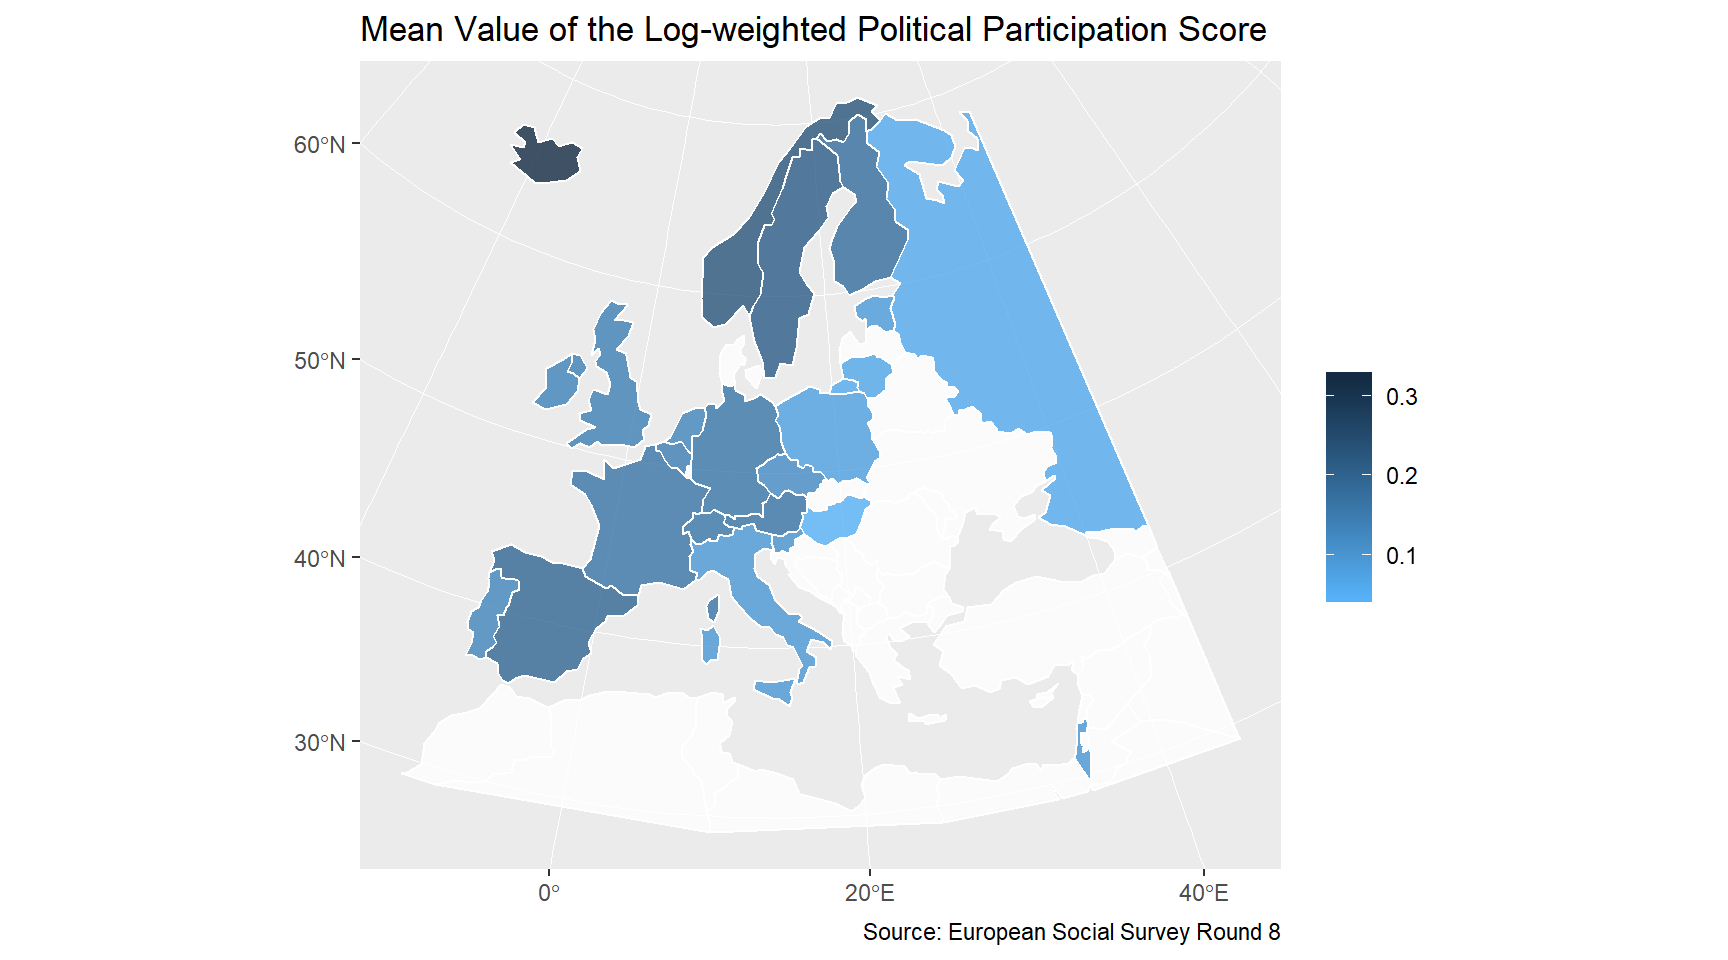 Mean Value of the Log-weighted Political Participation Score
60°N
50°N
40°N
30°N
0°
20°E
40°E
0.3
0.2
0.1
Source: European Social Survey Round 8